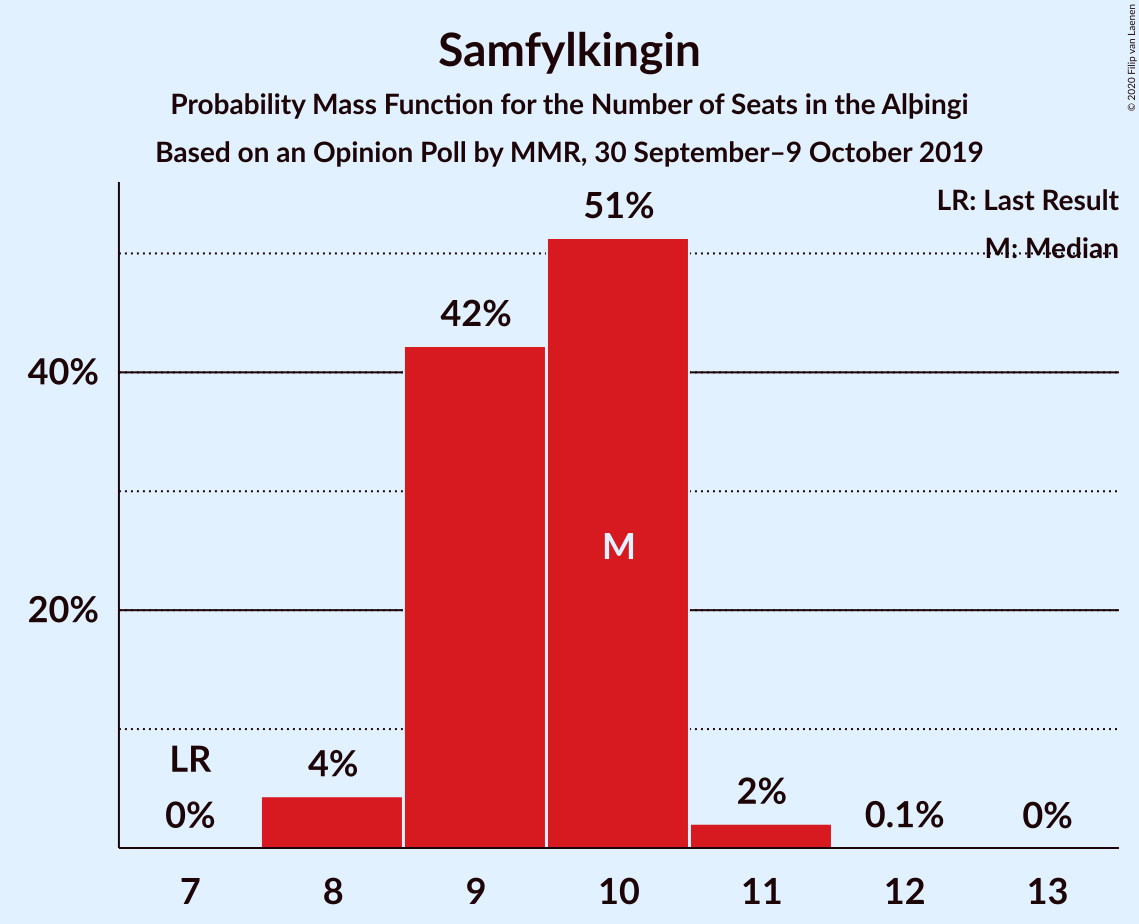 Samfylkingin
Probability Mass Function for the Number of Seats in the Alþingi
Based on an Opinion Poll by MMR, 30 September–9 October 2019
© 2020 Filip van Laenen
LR: Last Result
M: Median
51%
42%
40%
M
20%
LR
4%
2%
0%
0.1%
0%
7 8 9 10 11 12 13